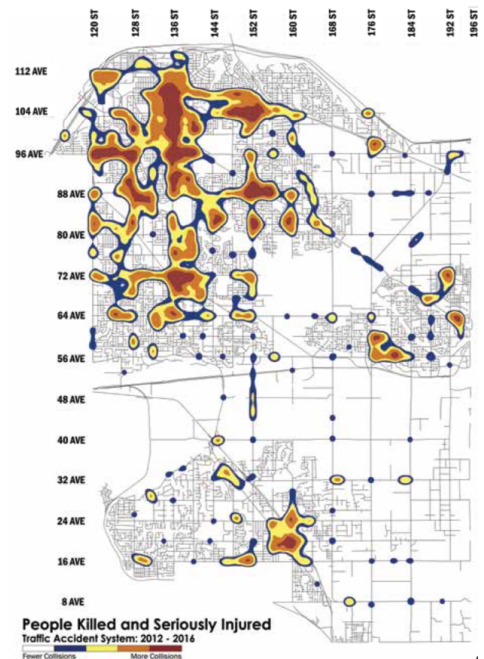 120 ST
128 ST
136 ST
144 ST
152 ST
160 ST
168 ST
176 ST
184 ST
192 ST
196 ST
112 AVE
104 AVE
96 AVE
88 AVE
80 AVE
72 AVE
64 AVE
56 AVE
48 AVE
40 AVE
32 AVE
24 AVE
16 AVE
8 AVE
People Killed and Seriously Injured
Traffic Accident System: 2012 - 2016
Fewer Collisions More Collisions